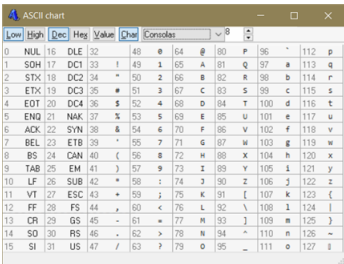 ASCII chart
Low High Dec Hex Value Char Consolas 8
0 NUL 16 DLE 32 48 0 64 @ 80 P 96 ` 112 p
1 SOH 17 DC1 33 ! 49 1 65 A 81 Q 97 a 113 q
2 STX 18 DC2 34 " 50 2 66 B 82 R 98 b 114 r
3 ETX 19 DC3 35 # 51 3 67 C 83 S 99 c 115 s
4 EOT 20 DC4 36 $ 52 4 68 D 84 T 100 d 116 t
5 ENQ 21 NAK 37 % 53 5 69 E 85 U 101 e 117 u
6 ACK 22 SYN 38 & 54 6 70 F 86 V 102 f 118 v
7 BEL 23 ETB 39 ' 55 7 71 G 87 W 103 g 119 w
8 BS 24 CAN 40 ( 56 8 72 H 88 X 104 h 120 x
9 TAB 25 EM 41 ) 57 9 73 I 89 Y 105 i 121 y
10 LF 26 SUB 42 * 58 : 74 J 90 Z 106 j 122 z
11 VT 27 ESC 43 + 59 ; 75 K 91 [ 107 k 123 {
12 FF 28 FS 44 , 60 < 76 L 92 \ 108 l 124 |
13 CR 29 GS 45 - 61 = 77 M 93 ] 109 m 125 }
14 SO 30 RS 46 . 62 > 78 N 94 ^ 110 n 126 ~
15 SI 31 US 47 / 63 ? 79 O 95 _ 111 o 127